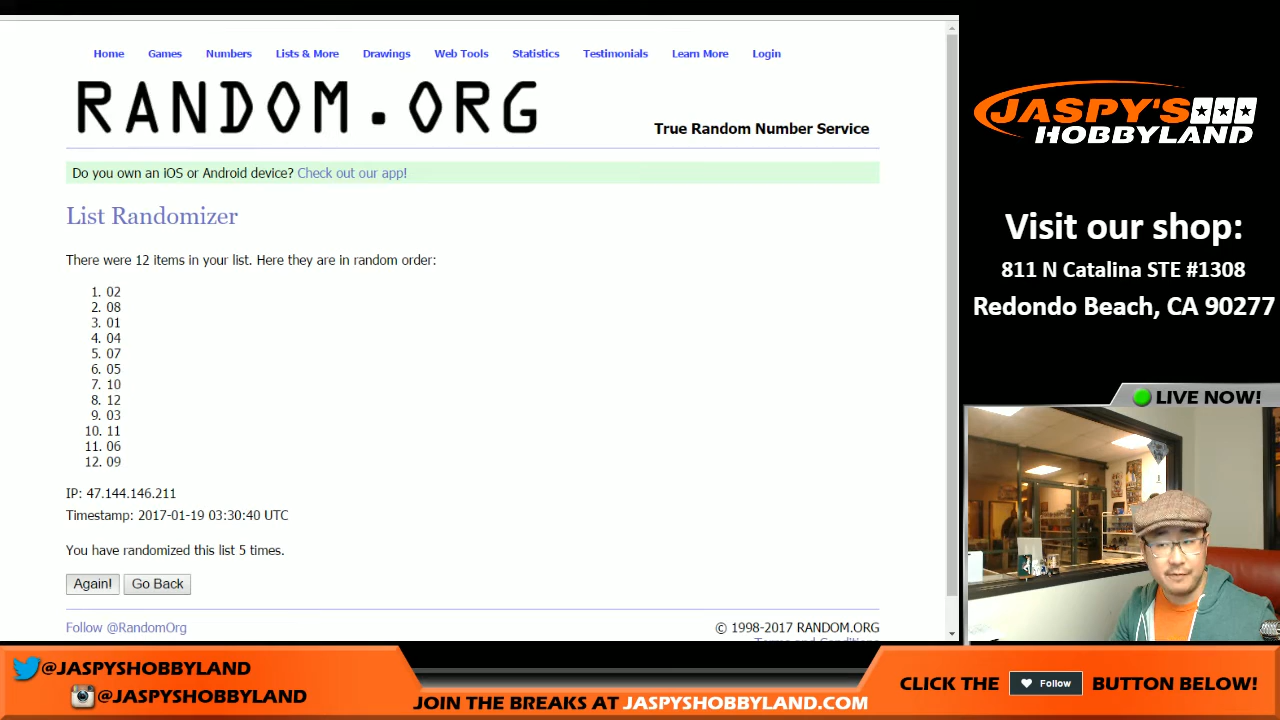 Home Games Numbers Lists & More Drawings Web Tools Statistics Testimonials Learn More Login
RANDOM.ORG
True Random Number Service
Do you own an iOS or Android device? Check out our app!
List Randomizer
There were 12 items in your list. Here they are in random order:
1. 02
2. 08
3. 01
4. 04
5. 07
6. 05
7. 10
8. 12
9. 03
10. 11
11. 06
12. 09
IP: 47.144.146.211
Timestamp: 2017-01-19 03:30:40 UTC
You have randomized this list 5 times.
Again! Go Back
Follow @RandomOrg
© 1998-2017 RANDOM.ORG
Terms and Conditions
JASPY'S
HOBBYLAND
Visit our shop:
811 N Catalina STE #1308
Redondo Beach, CA 90277
LIVE NOW!
@JASPYSHOBBYLAND
@JASPYSHOBBYLAND
JOIN THE BREAKS AT JASPYSHOBBYLAND.COM
CLICK THE Follow BUTTON BELOW!